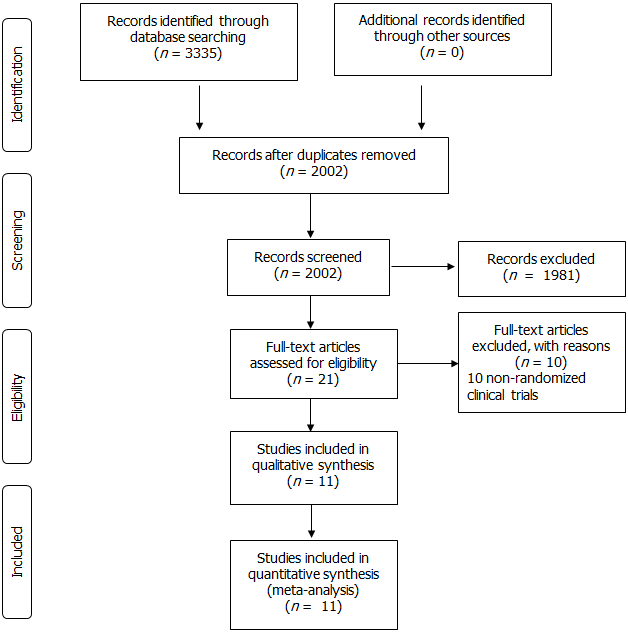 Identification
Records identified through
database searching
(n = 3335)
Additional records identified
through other sources
(n = 0)
Records after duplicates removed
(n = 2002)
Screening
Records screened
(n = 2002)
Records excluded
(n = 1981)
Eligibility
Full-text articles
assessed for eligibility
(n = 21)
Full-text articles
excluded, with reasons
(n = 10)
10 non-randomized
clinical trials
Studies included in
qualitative synthesis
(n = 11)
Included
Studies included in
quantitative synthesis
(meta-analysis)
(n = 11)